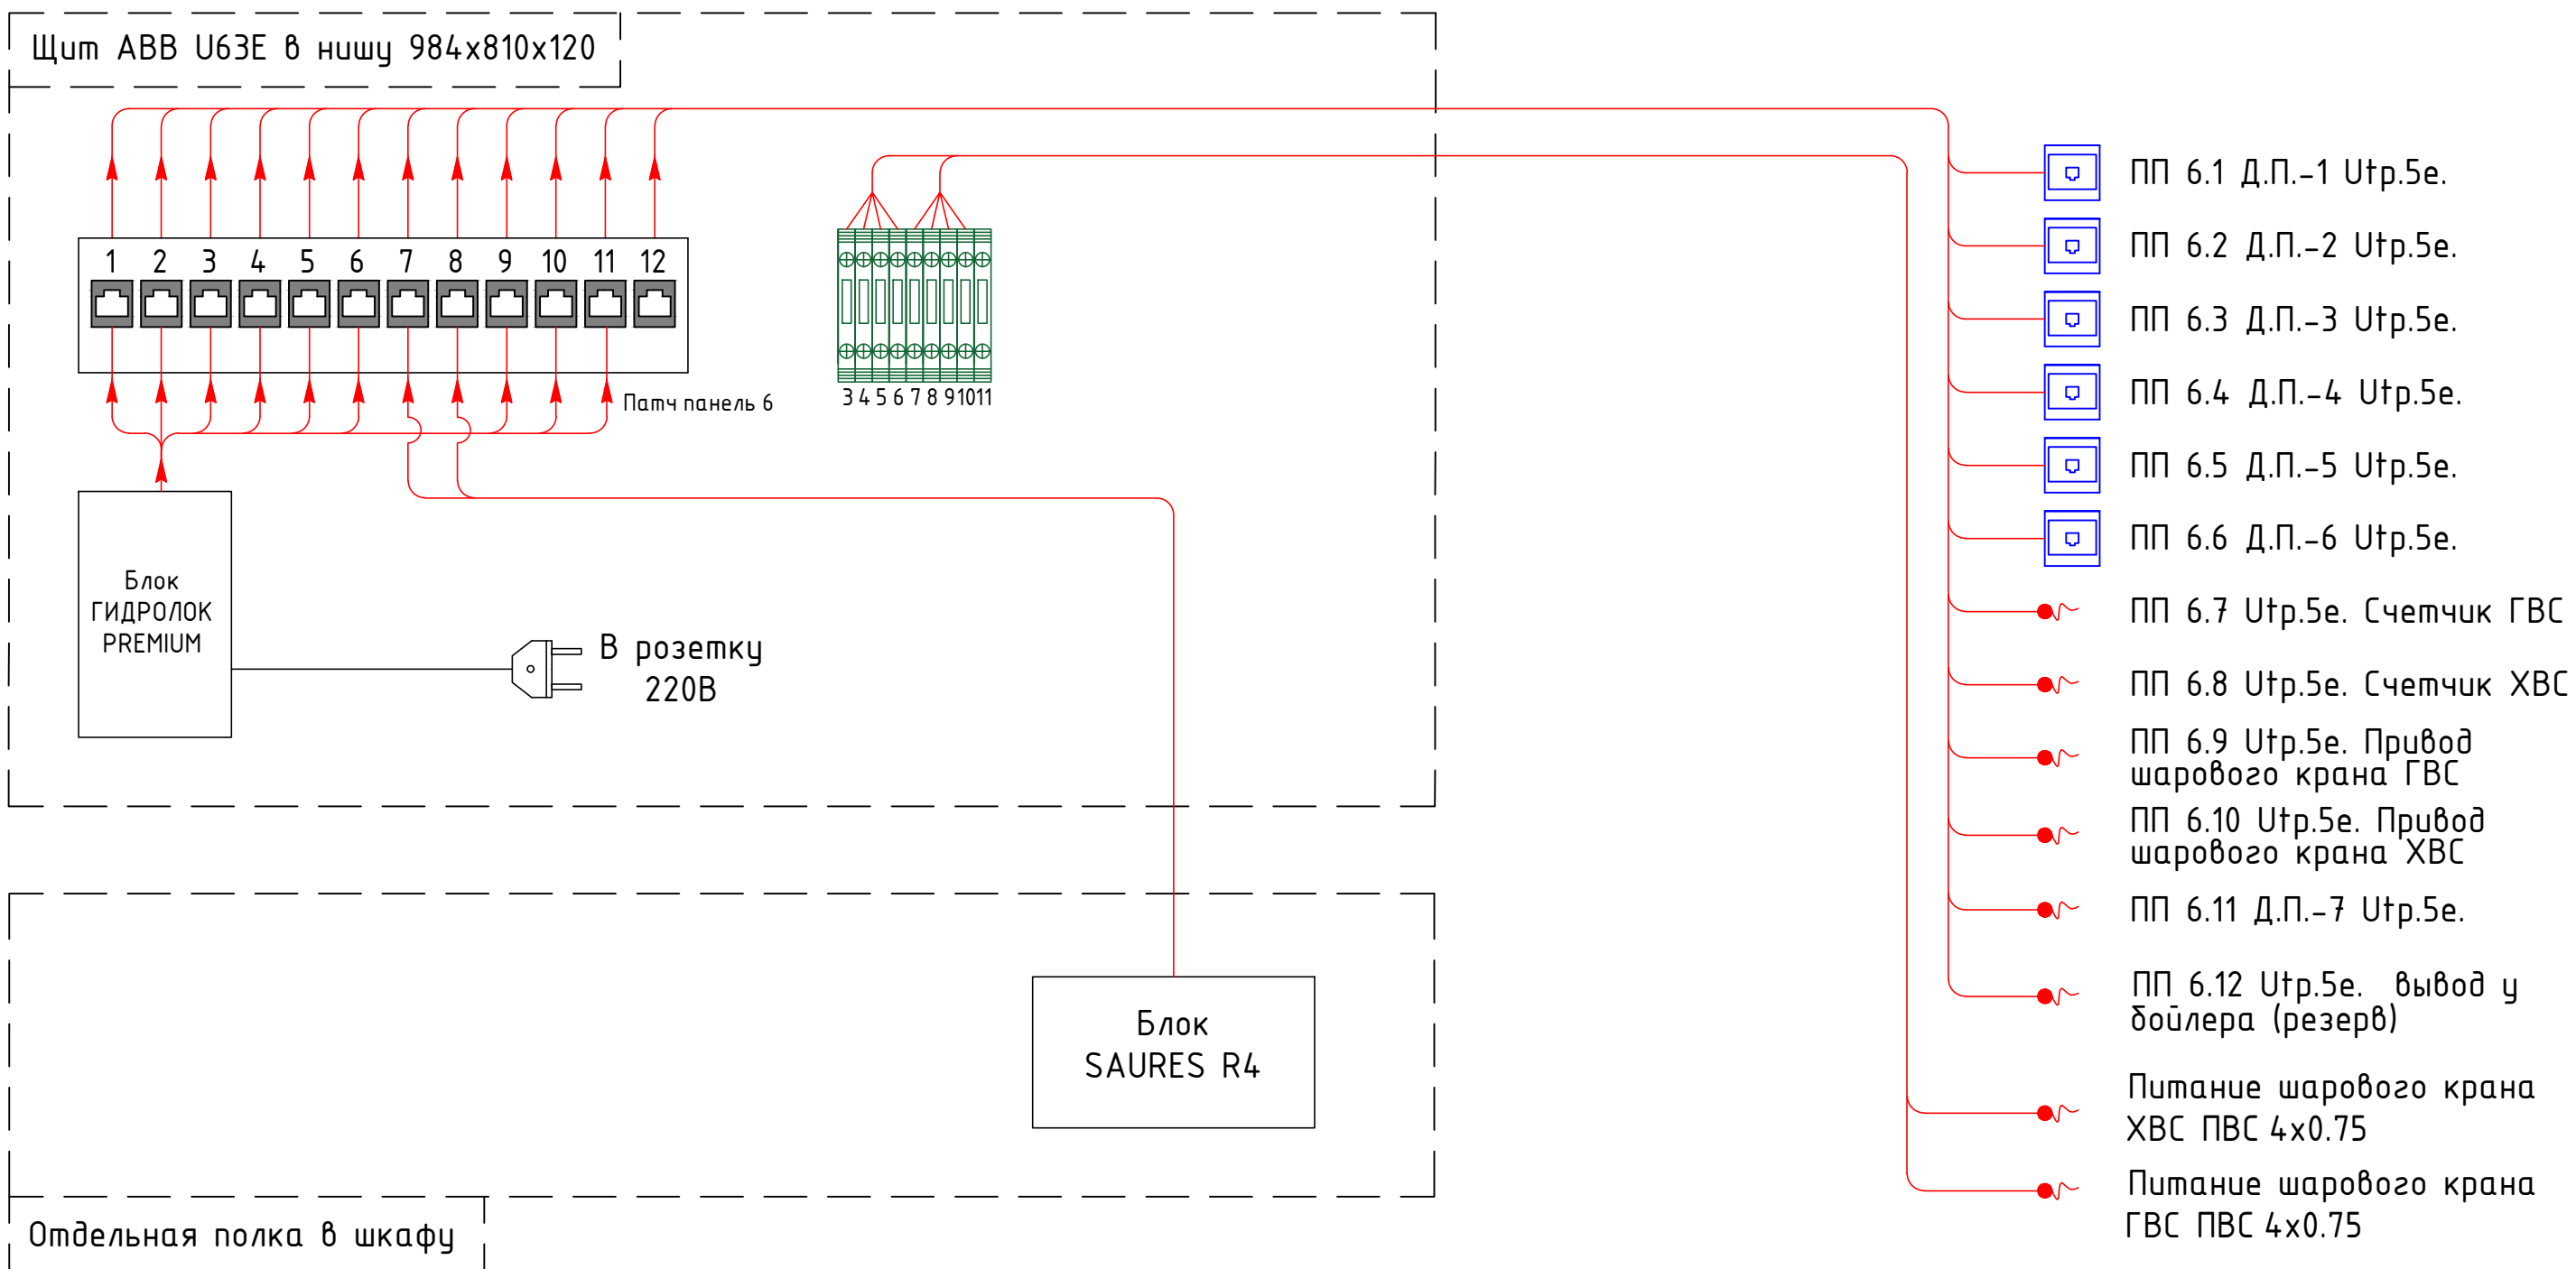 Щит ABB U63E в нишу 984x810x120
1 2 3 4 5 6 7 8 9 10 11 12
Патч панель 6
3 4 5 6 7 8 9 10 11
Блок
ГИДРОЛОК
PREMIUM
В розетку
220В
Блок
SAURES R4
Отдельная полка в шкафу
ПП 6.1 Д.П.-1 Utp.5e.
ПП 6.2 Д.П.-2 Utp.5e.
ПП 6.3 Д.П.-3 Utp.5e.
ПП 6.4 Д.П.-4 Utp.5e.
ПП 6.5 Д.П.-5 Utp.5e.
ПП 6.6 Д.П.-6 Utp.5e.
ПП 6.7 Utp.5e. Счетчик ГВС
ПП 6.8 Utp.5e. Счетчик ХВС
ПП 6.9 Utp.5e. Привод
шарового крана ГВС
ПП 6.10 Utp.5e. Привод
шарового крана ХВС
ПП 6.11 Д.П.-7 Utp.5e.
ПП 6.12 Utp.5e. вывод у
бойлера (резерв)
Питание шарового крана
ХВС ПВС 4x0.75
Питание шарового крана
ГВС ПВС 4x0.75